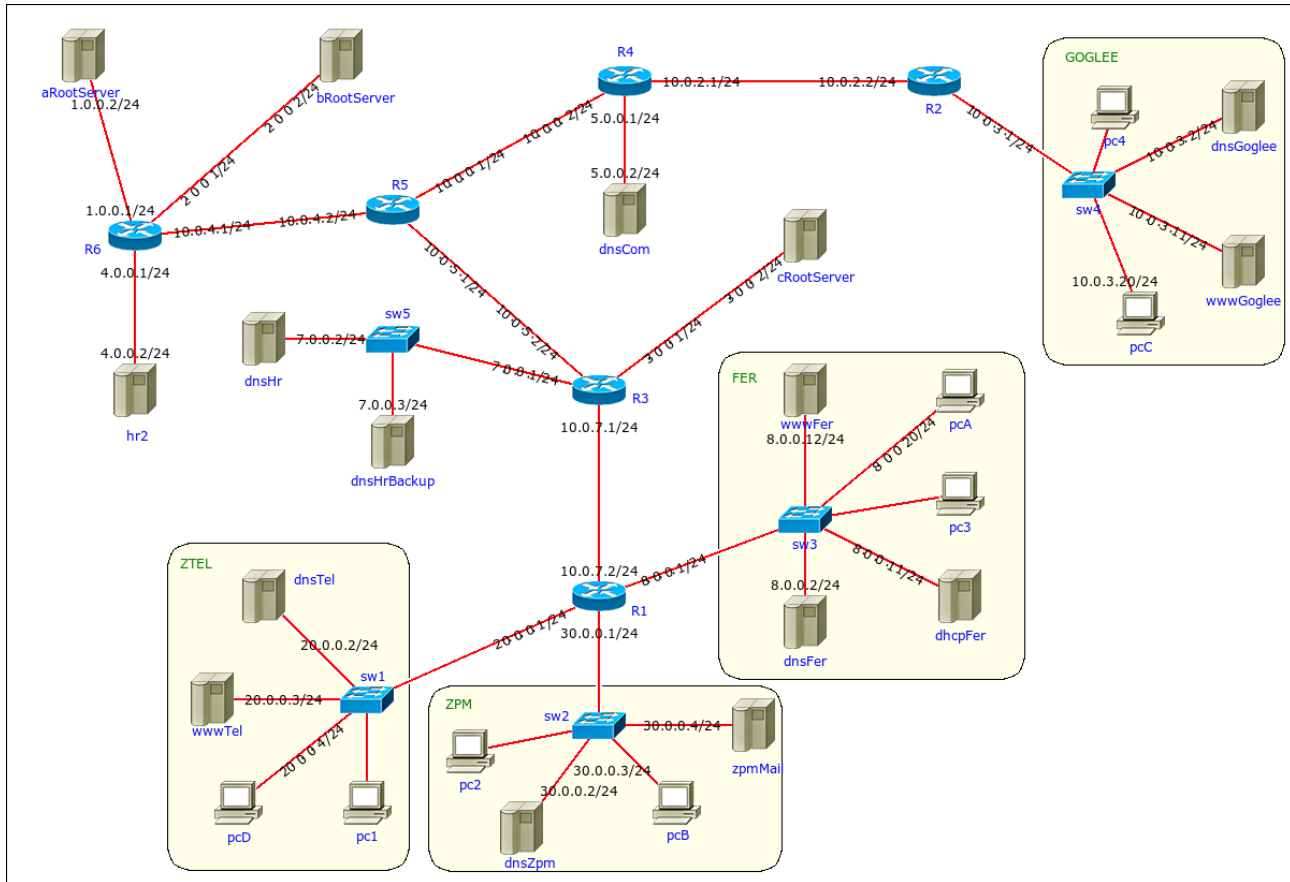 aRootServer
1.0.0.2/24
bRootServer
2.0.0.2/24
2.0.0.1/24
1.0.0.1/24
R6
10.0.4.1/24
10.0.4.2/24
4.0.0.1/24
4.0.0.2/24
hr2
R5
10.0.0.1/24
10.0.0.2/24
R4
10.0.2.1/24
10.0.2.2/24
R2
5.0.0.1/24
5.0.0.2/24
dnsCom
10.0.3.1/24
GOGLEE
pc4
10.0.3.2/24
dnsGoglee
sw4
10.0.3.11/24
wwwGoglee
10.0.3.20/24
pcC
10.0.5.1/24
10.0.5.2/24
cRootServer
3.0.0.2/24
3.0.0.1/24
sw5
7.0.0.2/24
dnsHr
7.0.0.1/24
7.0.0.3/24
dnsHrBackup
R3
10.0.7.1/24
10.0.7.2/24
R1
FER
wwwFer
8.0.0.12/24
pcA
8.0.0.20/24
pc3
sw3
8.0.0.1/24
8.0.0.11/24
dhcpFer
8.0.0.2/24
dnsFer
ZTEL
dnsTel
20.0.0.2/24
20.0.0.1/24
sw1
20.0.0.3/24
wwwTel
20.0.0.4/24
pcD
pc1
30.0.0.1/24
ZPM
sw2
30.0.0.4/24
zpmMail
pc2
30.0.0.3/24
30.0.0.2/24
pcB
dnsZpm